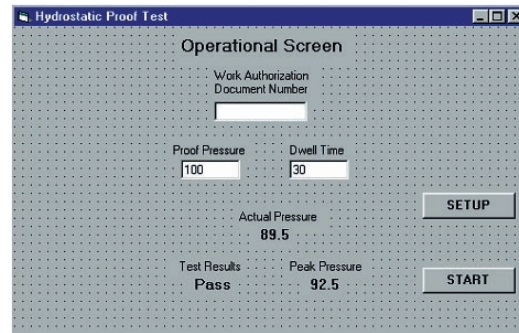 Hydrostatic Proof Test
Operational Screen
Work Authorization
Document Number
Proof Pressure Dwell Time
100 30
SETUP
Actual Pressure
89.5
Test Results Peak Pressure
Pass 92.5
START